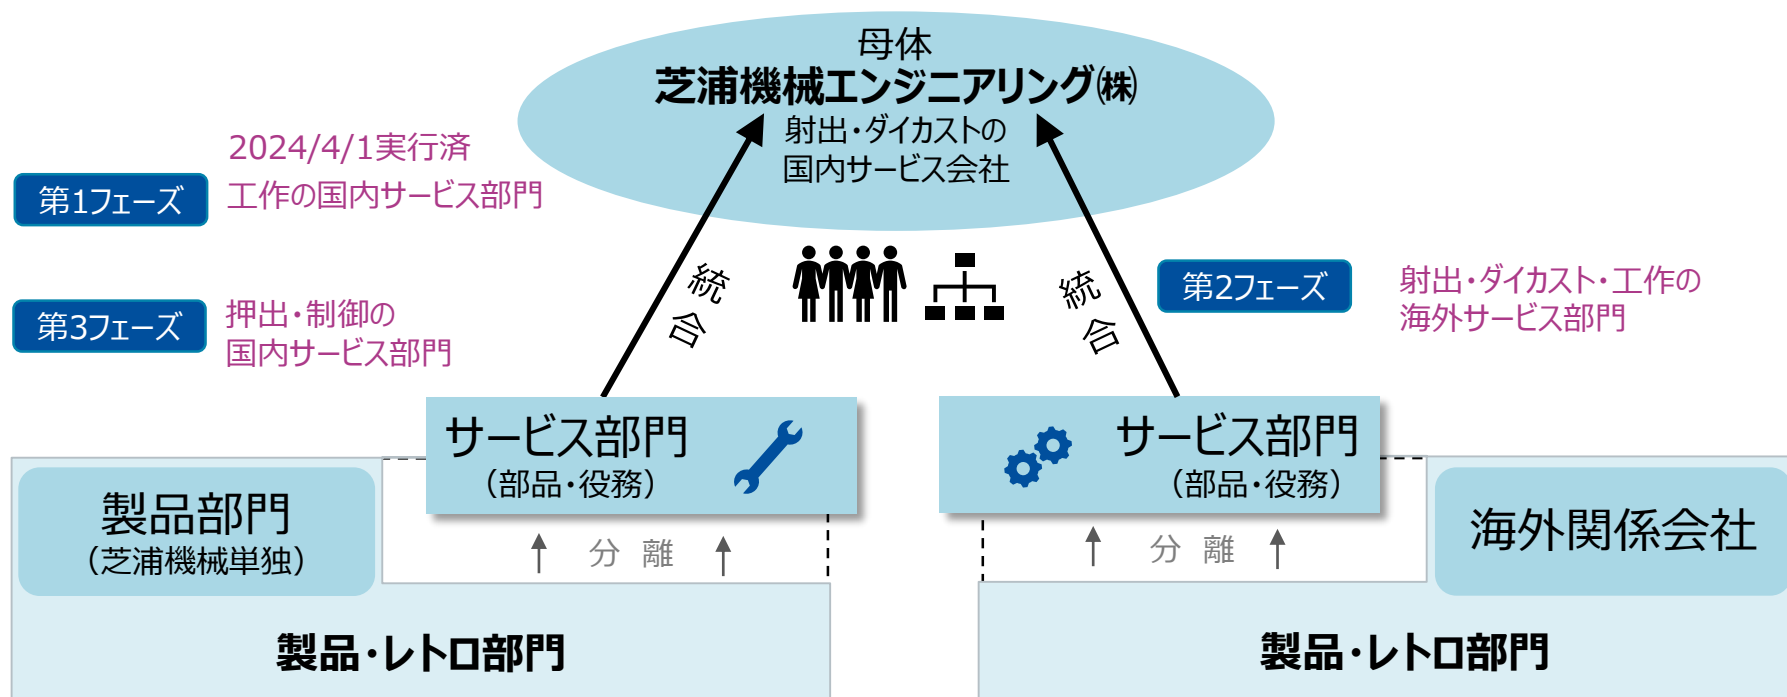 母体
芝浦機械エンジニアリング㈱
射出・ダイカストの
国内サービス会社
2024/4/1実行済
第1フェーズ
工作の国内サービス部門
第3フェーズ
押出・制御の
国内サービス部門
統合
統合
第2フェーズ
射出・ダイカスト・工作の
海外サービス部門
サービス部門
（部品・役務）
サービス部門
（部品・役務）
製品部門
（芝浦機械単独）
分 離
分 離
海外関係会社
製品・レトロ部門
製品・レトロ部門